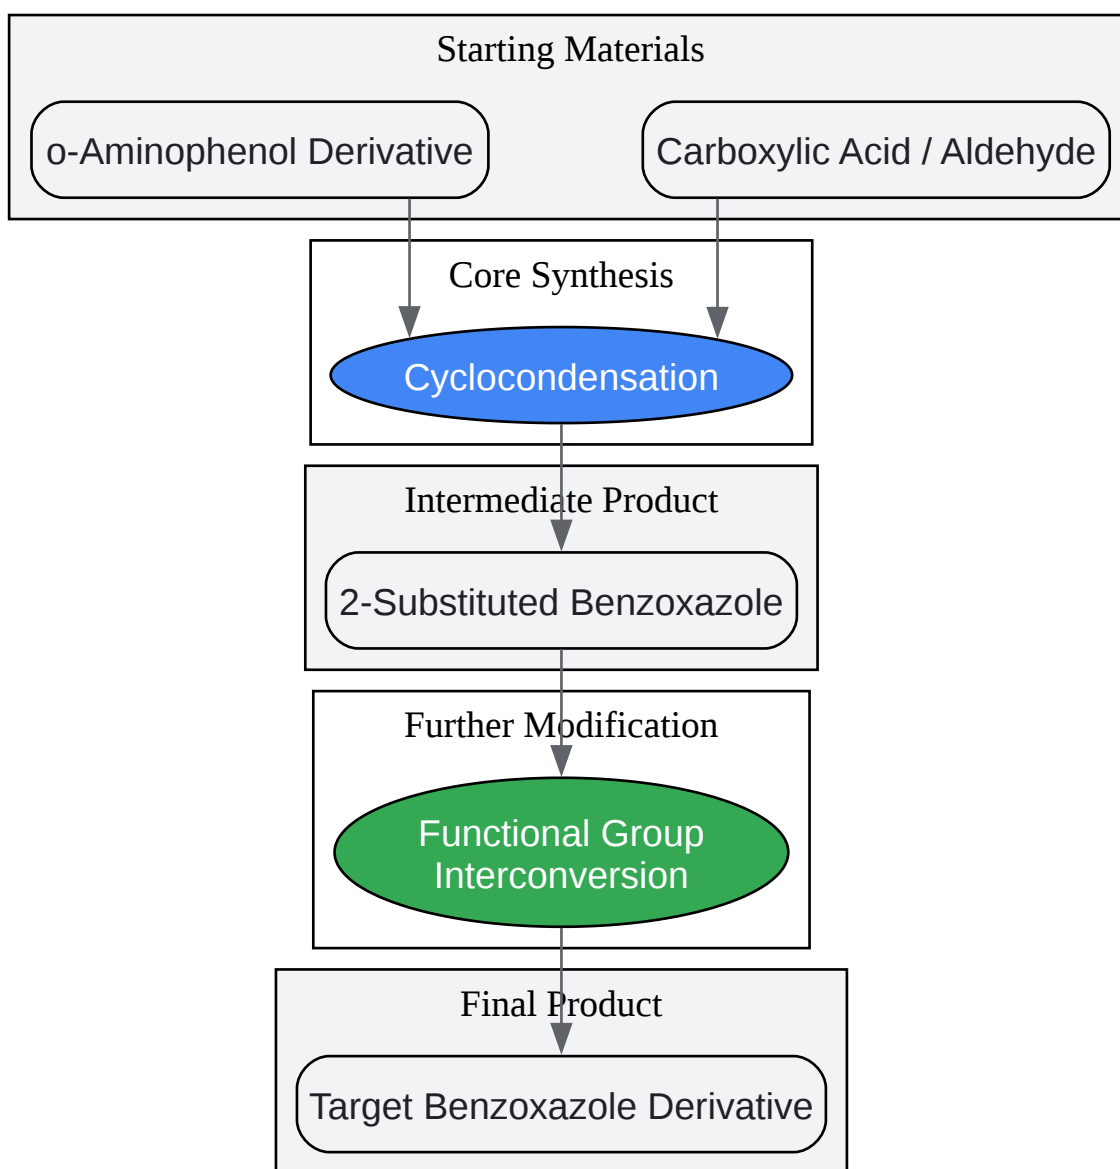 Starting Materials
o-Aminophenol Derivative
Carboxylic Acid / Aldehyde
Core Synthesis
Cyclocondensation
Intermediate Product
2-Substituted Benzoxazole
Further Modification
Functional Group
Interconversion
Final Product
Target Benzoxazole Derivative